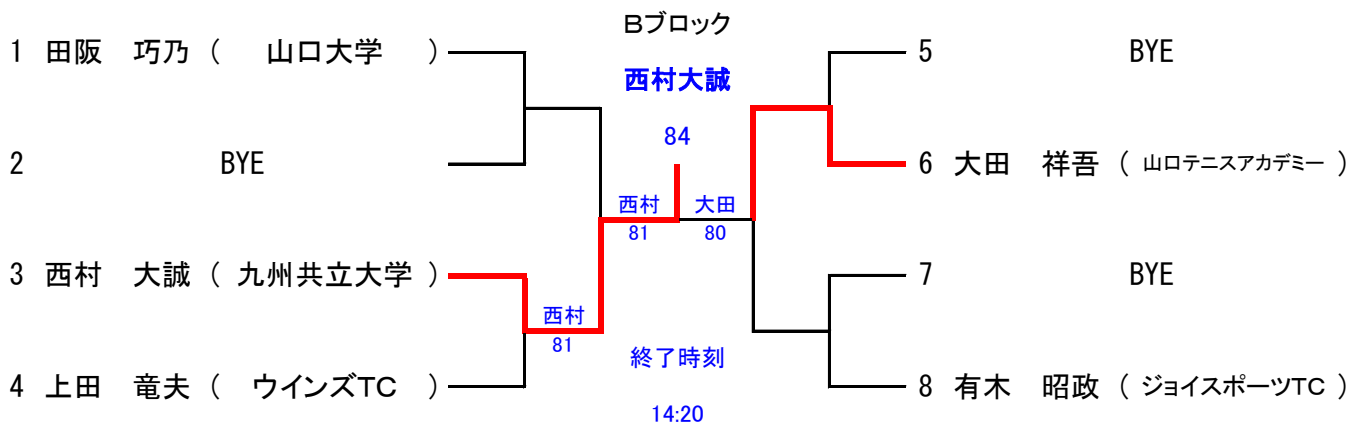 Bブロック
西村大誠
84
1 田阪 巧乃 ( 山口大学 )
2 BYE
3 西村 大誠 ( 九州共立大学 )
4 上田 竜夫 ( ウインズTC )
西村
81
西村
81
大田
80
終了時刻
14:20
5 BYE
6 大田 祥吾 ( 山口テニスアカデミー )
7 BYE
8 有木 昭政 ( ジョイスポーツTC )